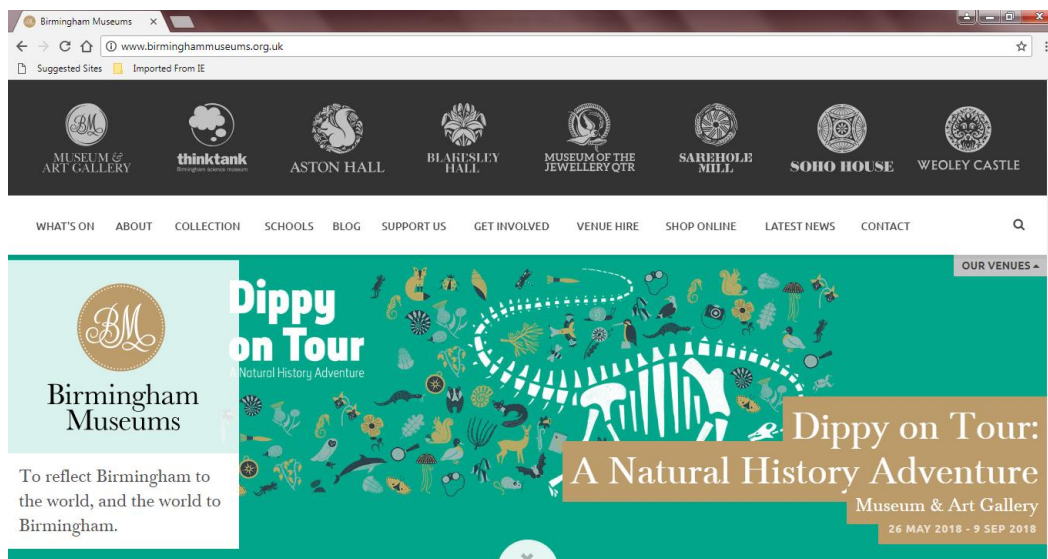 Birmingham Museums
www.birminghammuseums.org.uk
Suggested Sites Imported From IE
BM
MUSEUM &
ART GALLERY
thinktank
Birmingham science museum
ASTON HALL
BLAKESLEY
HALL
MUSEUM OF THE
JEWELLERY QTR
SAREHOLE
MILL
SOHO HOUSE
WEOLEY CASTLE
WHAT'S ON ABOUT COLLECTION SCHOOLS BLOG SUPPORT US GET INVOLVED VENUE HIRE SHOP ONLINE LATEST NEWS CONTACT
OUR VENUES
BM
Birmingham
Museums
To reflect Birmingham to
the world, and the world to
Birmingham.
Dippy
on Tour
A Natural History Adventure
Dippy on Tour:
A Natural History Adventure
Museum & Art Gallery
26 MAY 2018 - 9 SEP 2018